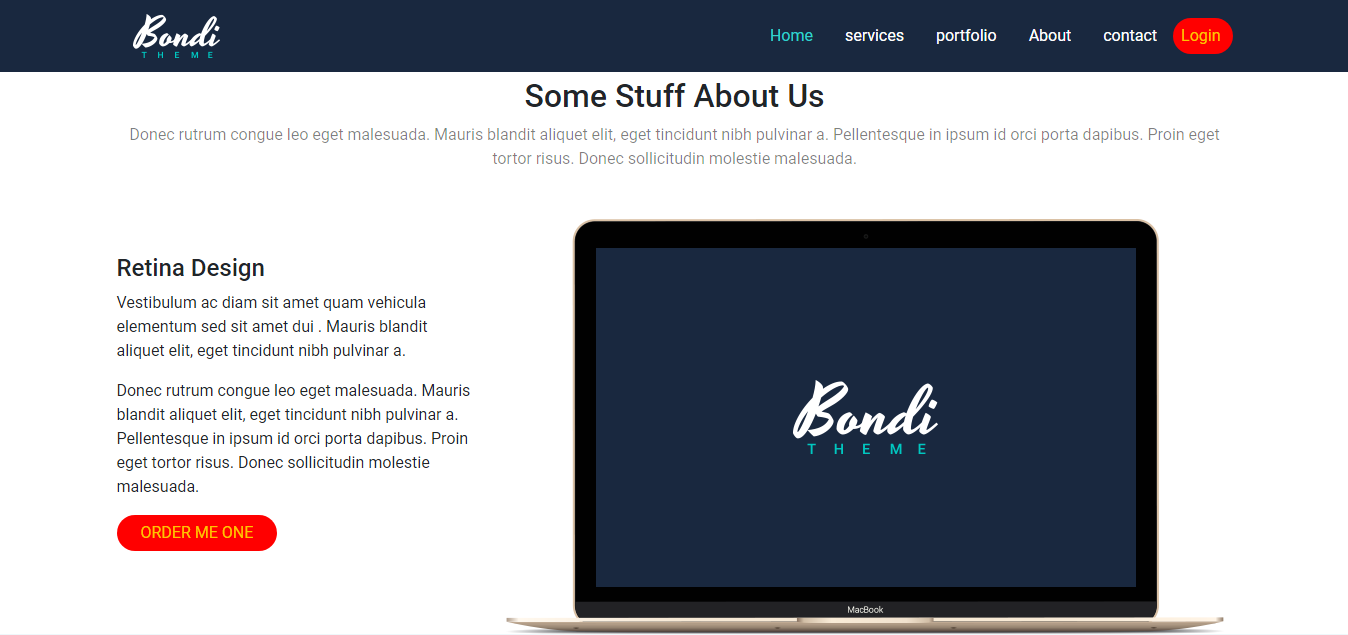 Bondi
THEME
Home services portfolio About contact Login
Some Stuff About Us
Donec rutrum congue leo eget malesuada. Mauris blandit aliquet elit, eget tincidunt nibh pulvinar a. Pellentesque in ipsum id orci porta dapibus. Proin eget
tortor risus. Donec sollicitudin molestie malesuada.
Retina Design
Vestibulum ac diam sit amet quam vehicula
elementum sed sit amet dui . Mauris blandit
aliquet elit, eget tincidunt nibh pulvinar a.
Donec rutrum congue leo eget malesuada. Mauris
blandit aliquet elit, eget tincidunt nibh pulvinar a.
Pellentesque in ipsum id orci porta dapibus. Proin
eget tortor risus. Donec sollicitudin molestie
malesuada.
ORDER ME ONE
Bondi
THEME
MacBook